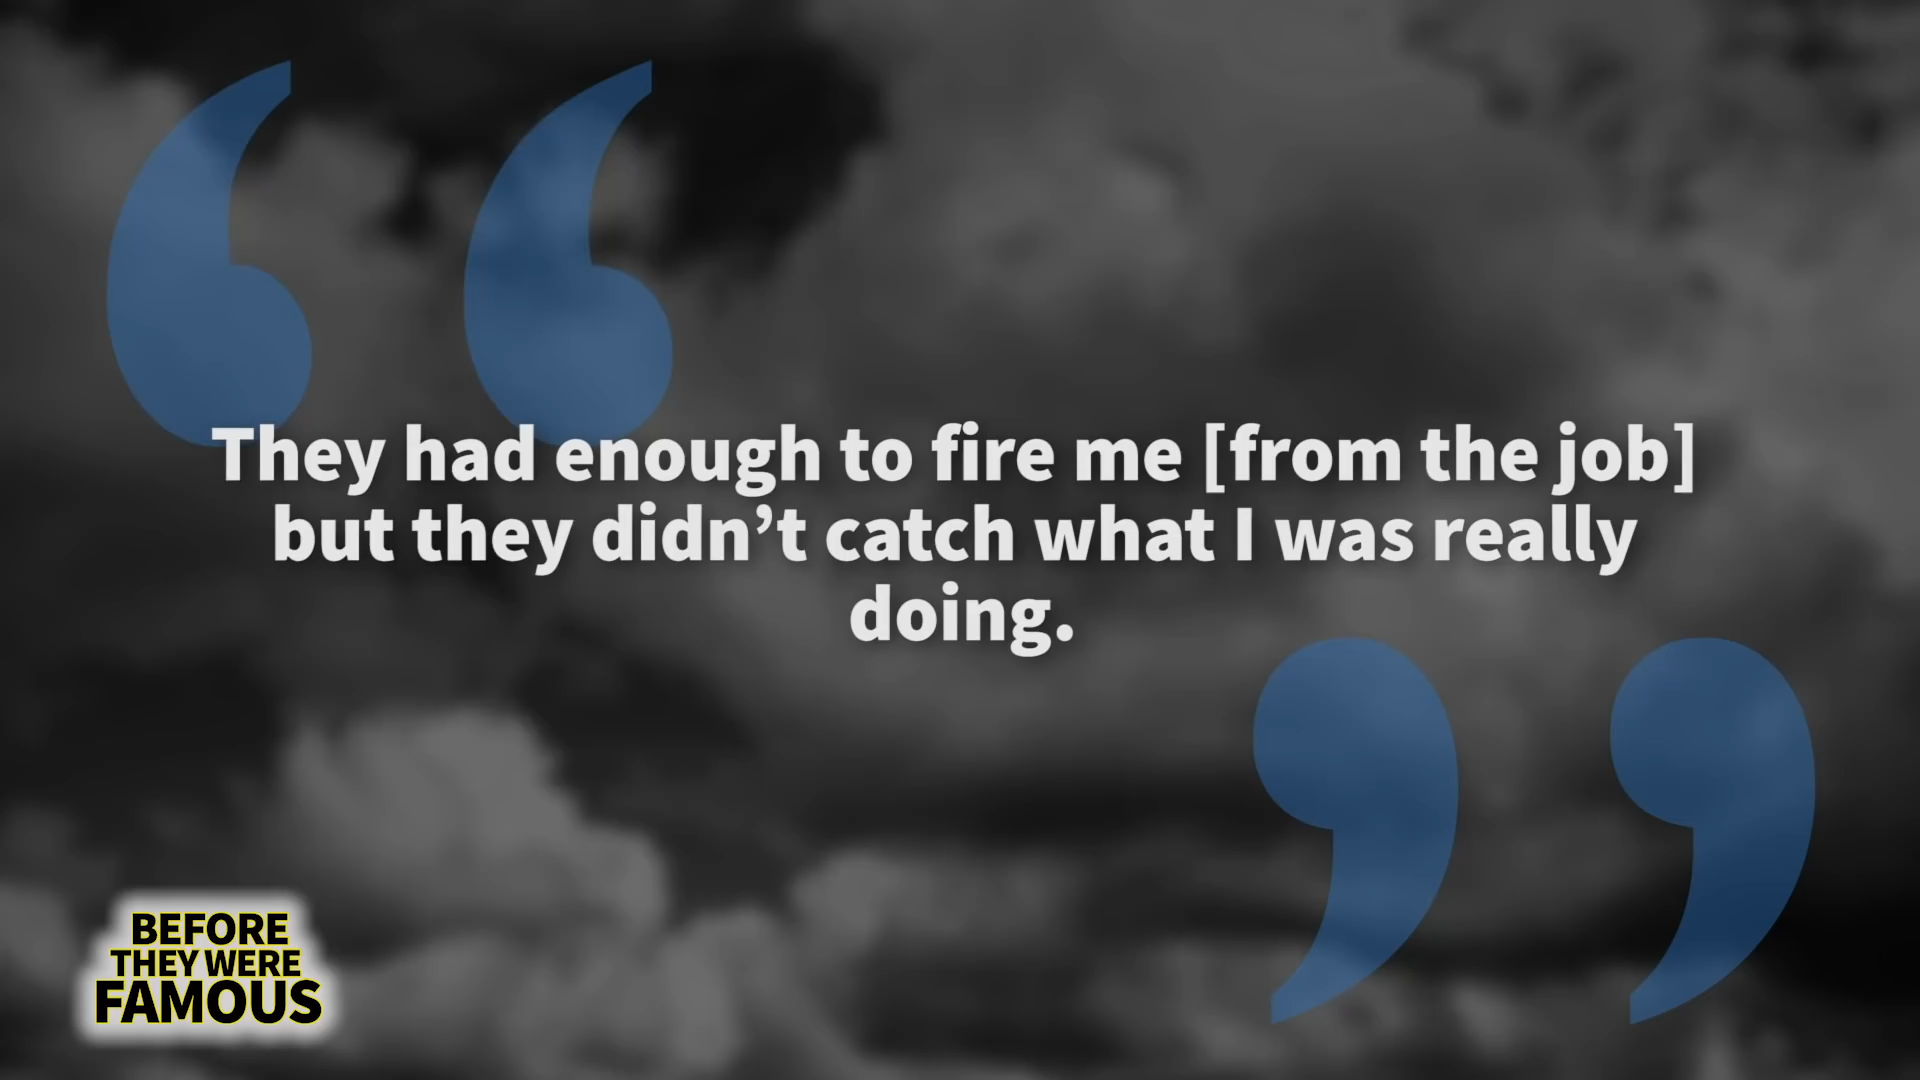 They had enough to fire me [from the job]
but they didn’t catch what I was really
doing.
BEFORE
THEY WERE
FAMOUS